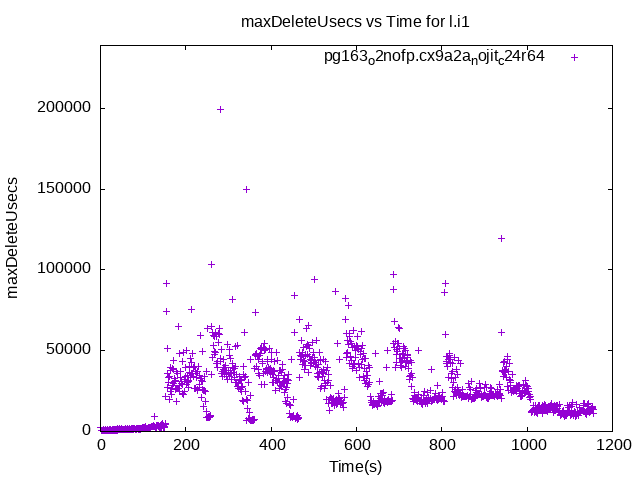 maxDeleteUsecs vs Time for l.i1
pg163o2nofp.cx9a2anojitc24r64
maxDeleteUsecs
200000
150000
100000
50000
0
0 200 400 600 800 1000 1200
Time(s)